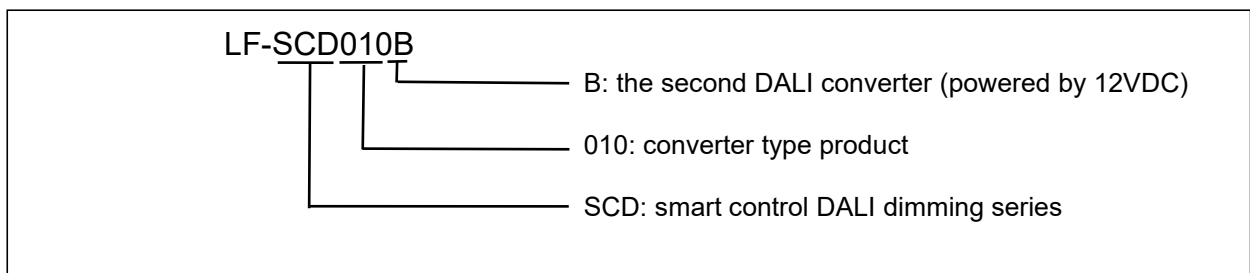 LF-SCD010B
B: the second DALI converter (powered by 12VDC)
010: converter type product
SCD: smart control DALI dimming series